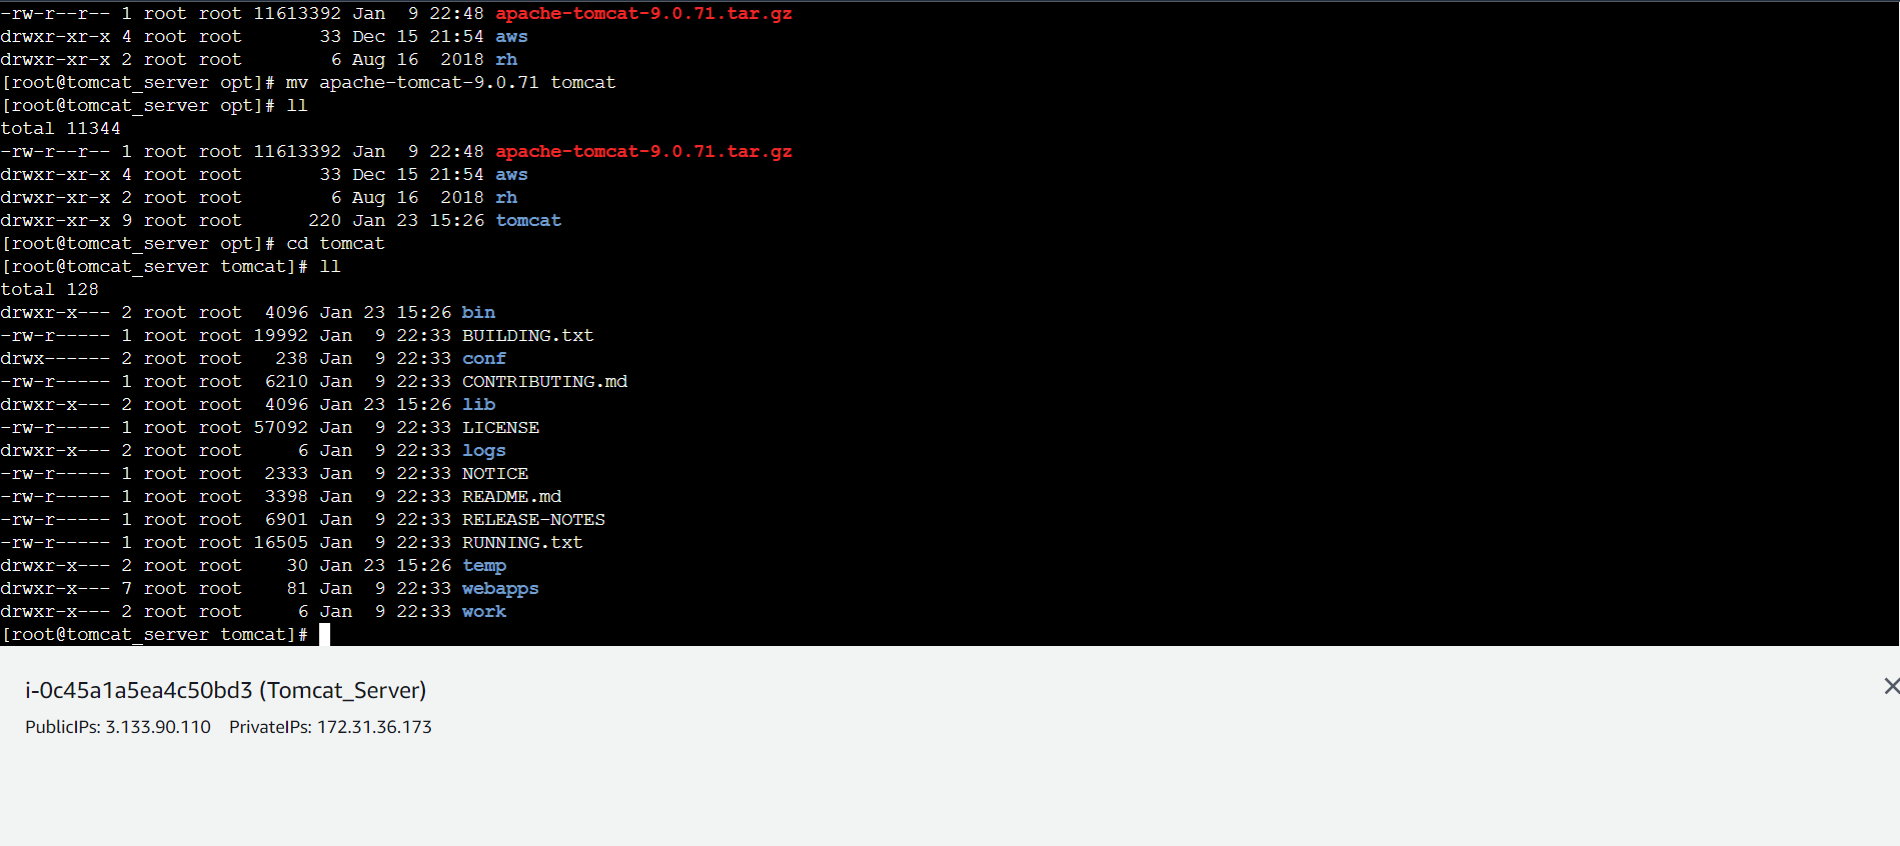 -rw-r--r-- 1 root root 11613392 Jan  9 22:48 apache-tomcat-9.0.71.tar.gz
drwxr-xr-x 4 root root       33 Dec 15 21:54 aws
drwxr-xr-x 2 root root        6 Aug 16  2018 rh
[root@tomcat_server opt]# mv apache-tomcat-9.0.71 tomcat
[root@tomcat_server opt]# ll
total 11344
-rw-r--r-- 1 root root 11613392 Jan  9 22:48 apache-tomcat-9.0.71.tar.gz
drwxr-xr-x 4 root root       33 Dec 15 21:54 aws
drwxr-xr-x 2 root root        6 Aug 16  2018 rh
drwxr-xr-x 9 root root      220 Jan 23 15:26 tomcat
[root@tomcat_server opt]# cd tomcat
[root@tomcat_server tomcat]# ll
total 128
drwxr-x--- 2 root root  4096 Jan 23 15:26 bin
-rw-r----- 1 root root 19992 Jan  9 22:33 BUILDING.txt
drwx------ 2 root root   238 Jan  9 22:33 conf
-rw-r----- 1 root root  6210 Jan  9 22:33 CONTRIBUTING.md
drwxr-x--- 2 root root  4096 Jan 23 15:26 lib
-rw-r----- 1 root root 57092 Jan  9 22:33 LICENSE
drwxr-x--- 2 root root     6 Jan  9 22:33 logs
-rw-r----- 1 root root  2333 Jan  9 22:33 NOTICE
-rw-r----- 1 root root  3398 Jan  9 22:33 README.md
-rw-r----- 1 root root  6901 Jan  9 22:33 RELEASE-NOTES
-rw-r----- 1 root root 16505 Jan  9 22:33 RUNNING.txt
drwxr-x--- 2 root root    30 Jan 23 15:26 temp
drwxr-x--- 7 root root    81 Jan  9 22:33 webapps
drwxr-x--- 2 root root     6 Jan  9 22:33 work
[root@tomcat_server tomcat]#
i-0c45a1a5ea4c50bd3 (Tomcat_Server)
PublicIPs: 3.133.90.110    PrivateIPs: 172.31.36.173